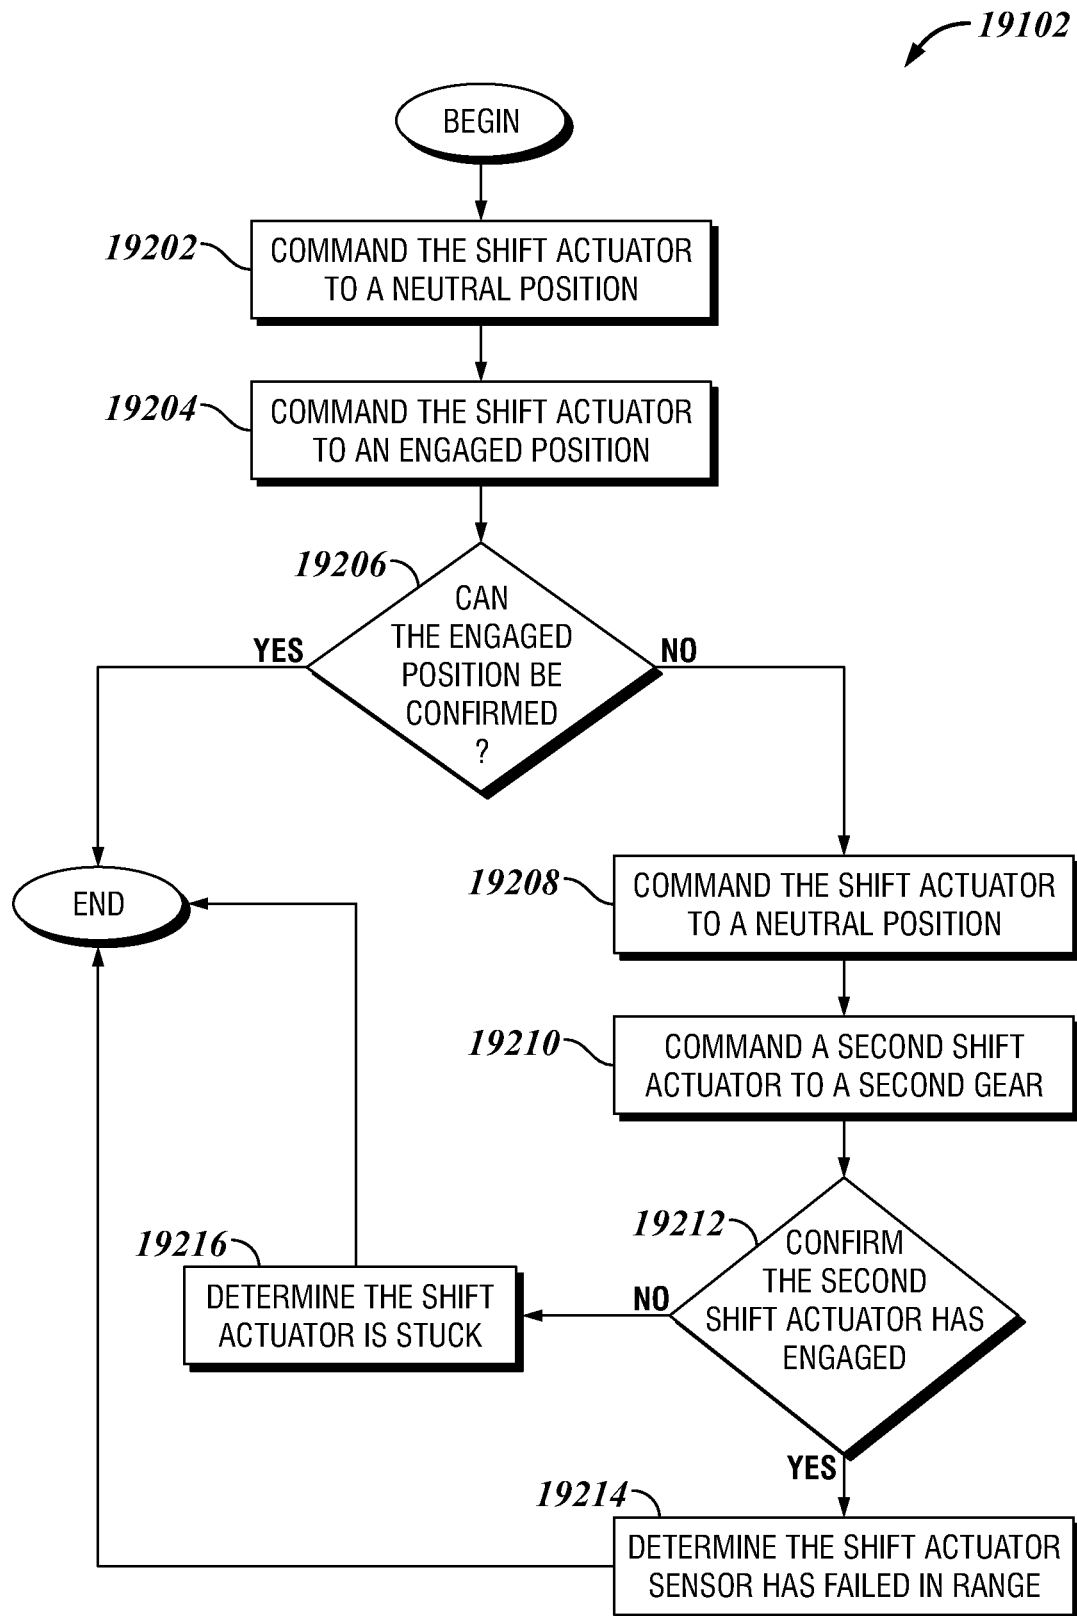 19102
BEGIN
19202
COMMAND THE SHIFT ACTUATOR
TO A NEUTRAL POSITION
19204
COMMAND THE SHIFT ACTUATOR
TO AN ENGAGED POSITION
19206
CAN
THE ENGAGED
POSITION BE
CONFIRMED
?
YES
NO
END
19208
COMMAND THE SHIFT ACTUATOR
TO A NEUTRAL POSITION
19210
COMMAND A SECOND SHIFT
ACTUATOR TO A SECOND GEAR
19212
CONFIRM
THE SECOND
SHIFT ACTUATOR HAS
ENGAGED
NO
19216
DETERMINE THE SHIFT
ACTUATOR IS STUCK
YES
19214
DETERMINE THE SHIFT ACTUATOR
SENSOR HAS FAILED IN RANGE